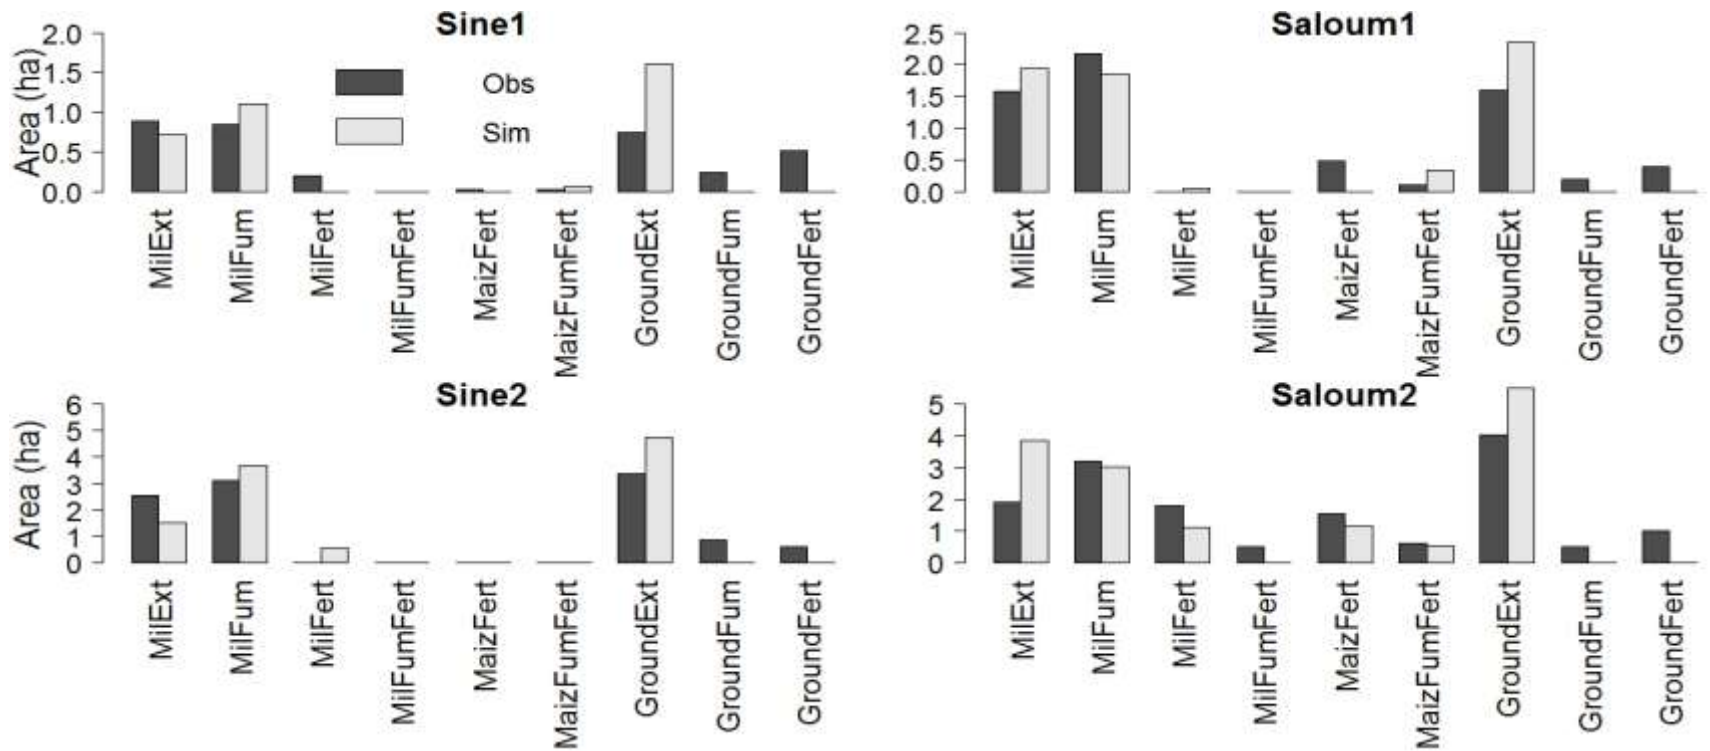 Sine1
Area (ha)
2.0
1.5
1.0
0.5
0.0
Obs
Sim
MilExt
MilFum
MilFert
MilFumFert
MaizFert
MaizFumFert
GroundExt
GroundFum
GroundFert
Saloum1
2.5
2.0
1.5
1.0
0.5
0.0
MilExt
MilFum
MilFert
MilFumFert
MaizFert
MaizFumFert
GroundExt
GroundFum
GroundFert
Sine2
Area (ha)
6
5
4
3
2
1
0
MilExt
MilFum
MilFert
MilFumFert
MaizFert
MaizFumFert
GroundExt
GroundFum
GroundFert
Saloum2
5
4
3
2
1
0
MilExt
MilFum
MilFert
MilFumFert
MaizFert
MaizFumFert
GroundExt
GroundFum
GroundFert